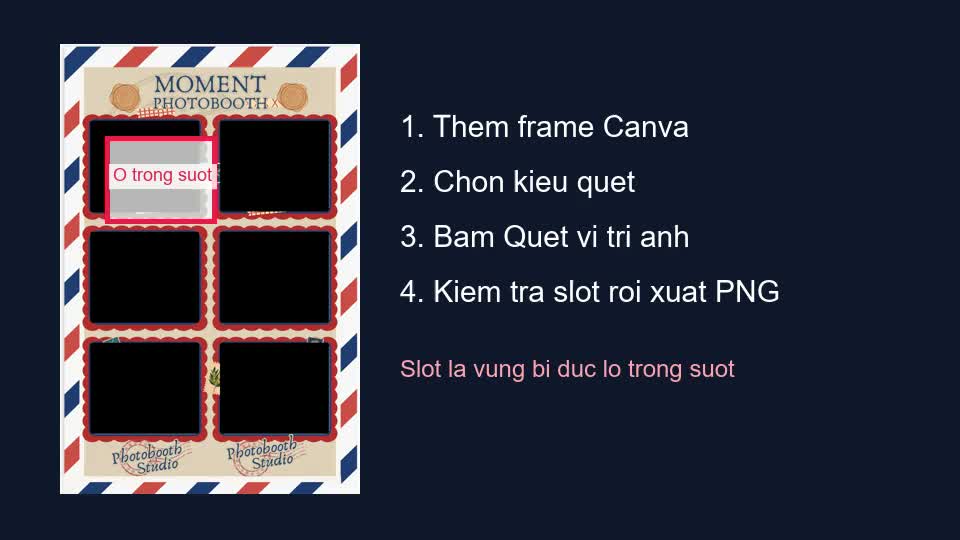 MOMENT
PHOTOBOOTH X
O trong suot
Photobooth
Studio
Photobooth
Studio
1. Them frame Canva
2. Chon kieu quet
3. Bam Quet vi tri anh
4. Kiem tra slot roi xuat PNG
Slot la vung bi duc lo trong suot